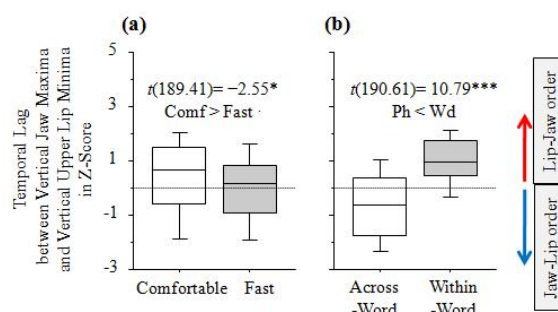 (a)
(b)
Temporal Lag
between Vertical Jaw Maxima
and Vertical Upper Lip Minima
in Z-Score
5
3
1
-1
-3
t(189.41)= −2.55*
Comf > Fast
t(190.61)= 10.79***
Ph < Wd
Comfortable
Fast
Across
-Word
Within
-Word
Lip-Jaw order
Jaw-Lip order